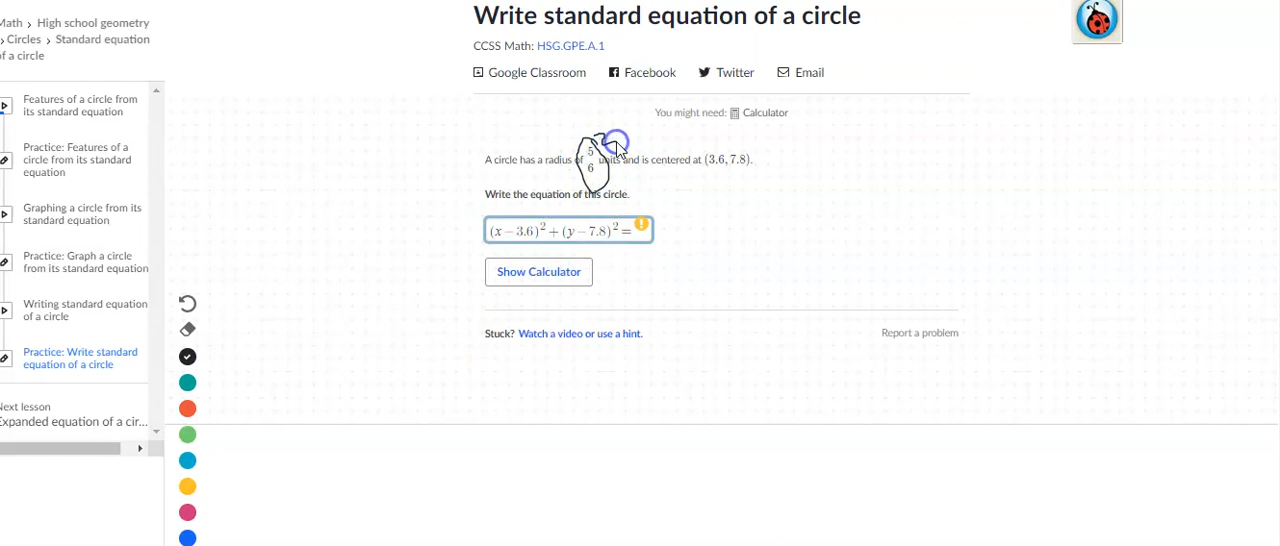 Math › High school geometry
› Circles › Standard equation
of a circle
Features of a circle from
its standard equation
Practice: Features of a
circle from its standard
equation
Graphing a circle from its
standard equation
Practice: Graph a circle
from its standard equation
Writing standard equation
of a circle
Practice: Write standard
equation of a circle
Next lesson
Expanded equation of a cir...
Write standard equation of a circle
CCSS Math: HSG.GPE.A.1
Google Classroom Facebook Twitter Email
You might need: Calculator
A circle has a radius of 5/6 units and is centered at (3.6, 7.8).
Write the equation of this circle.
(x − 3.6)² + (y − 7.8)² =
Show Calculator
Stuck? Watch a video or use a hint.
Report a problem